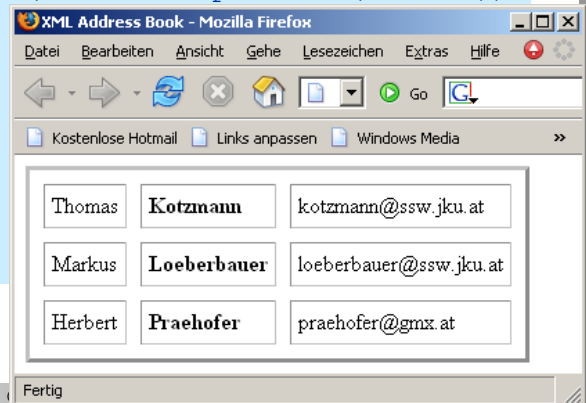 XML Address Book - Mozilla Firefox
Datei Bearbeiten Ansicht Gehe Lesezeichen Extras Hilfe
Go G
Kostenlose Hotmail Links anpassen Windows Media »
Thomas Kotzmann kotzmann@ssw.jku.at
Markus Loeberbauer loeberbauer@ssw.jku.at
Herbert Praehofer praehofer@gmx.at
Fertig